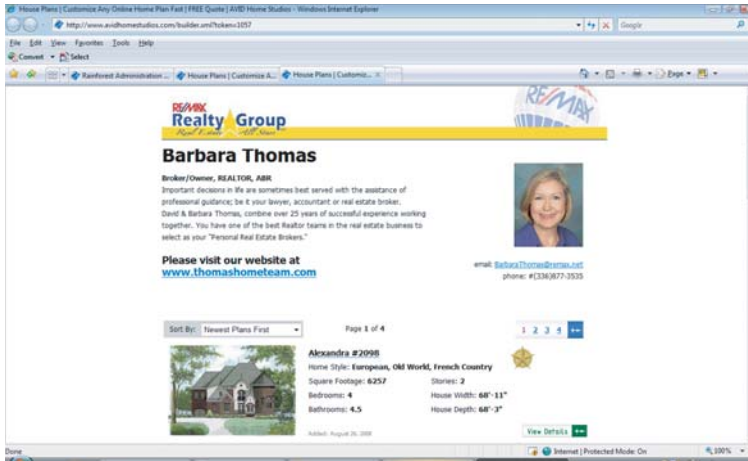 House Plans | Customize Any Online Home Plan Fast | FREE Quote | AVID Home Studios - Windows Internet Explorer
http://www.avidhomestudios.com/builder.xml?token=1057
Google
File Edit View Favorites Tools Help
Convert Select
Rainforest Administration ... House Plans | Customize A... House Plans | Customiz... Page
RE/MAX
Realty Group
Real Estate All Stars
RE/MAX
Barbara Thomas
Broker/Owner, REALTOR, ABR
Important decisions in life are sometimes best served with the assistance of
professional guidance; be it your lawyer, accountant or real estate broker.
David & Barbara Thomas, combine over 25 years of successful experience working
together. You have one of the best Realtor teams in the real estate business to
select as your "Personal Real Estate Brokers."
Please visit our website at
www.thomashometeam.com
email: BarbaraThomas@remax.net
phone: #(336)877-3535
Sort By: Newest Plans First Page 1 of 4 1 2 3 4
Alexandra #2098
Home Style: European, Old World, French Country
Square Footage: 6257 Stories: 2
Bedrooms: 4 House Width: 68'-11"
Bathrooms: 4.5 House Depth: 68'-3"
Added: August 26, 2008 View Details
Done Internet | Protected Mode: On 100%